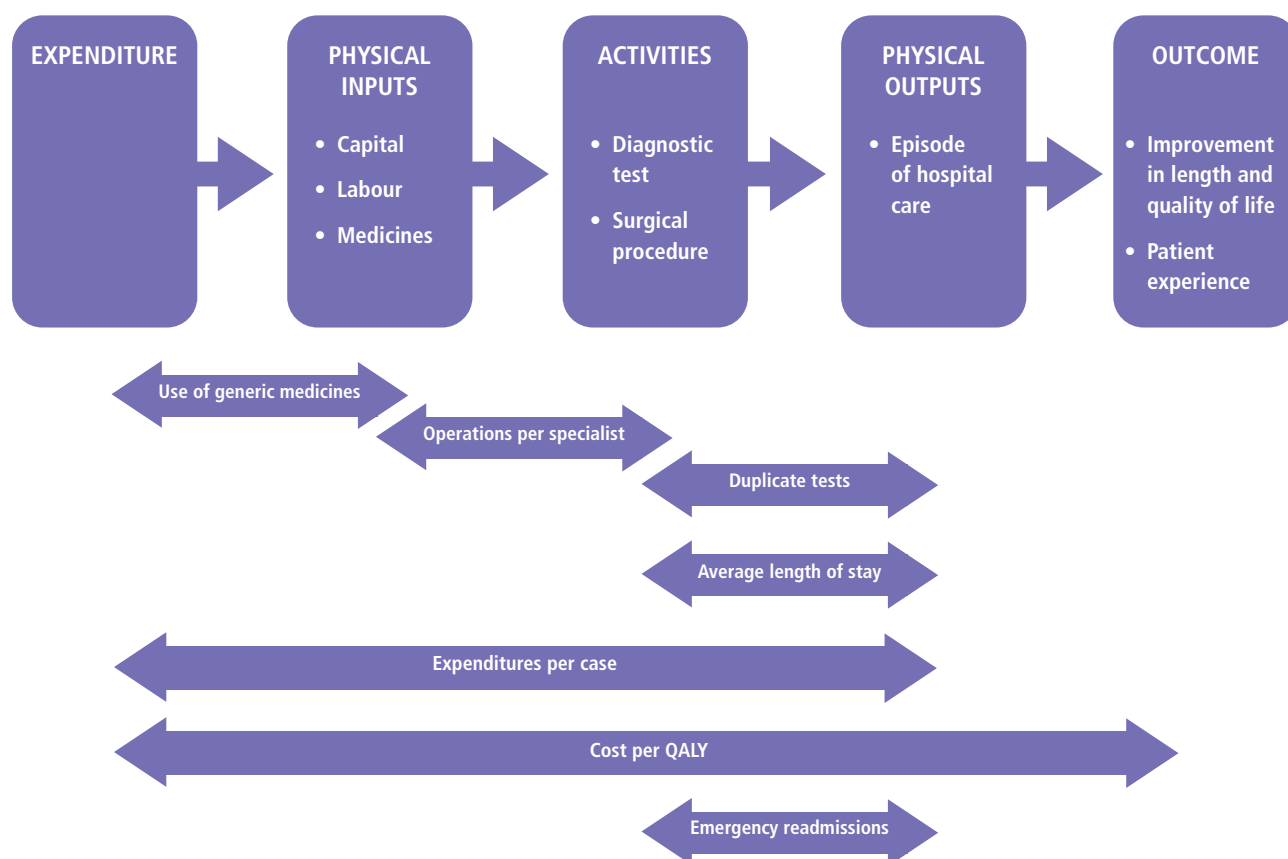 EXPENDITURE
PHYSICAL
INPUTS
• Capital
• Labour
• Medicines
ACTIVITIES
• Diagnostic
test
• Surgical
procedure
PHYSICAL
OUTPUTS
• Episode
of hospital
care
OUTCOME
• Improvement
in length and
quality of life
• Patient
experience
Use of generic medicines
Operations per specialist
Duplicate tests
Average length of stay
Expenditures per case
Cost per QALY
Emergency readmissions